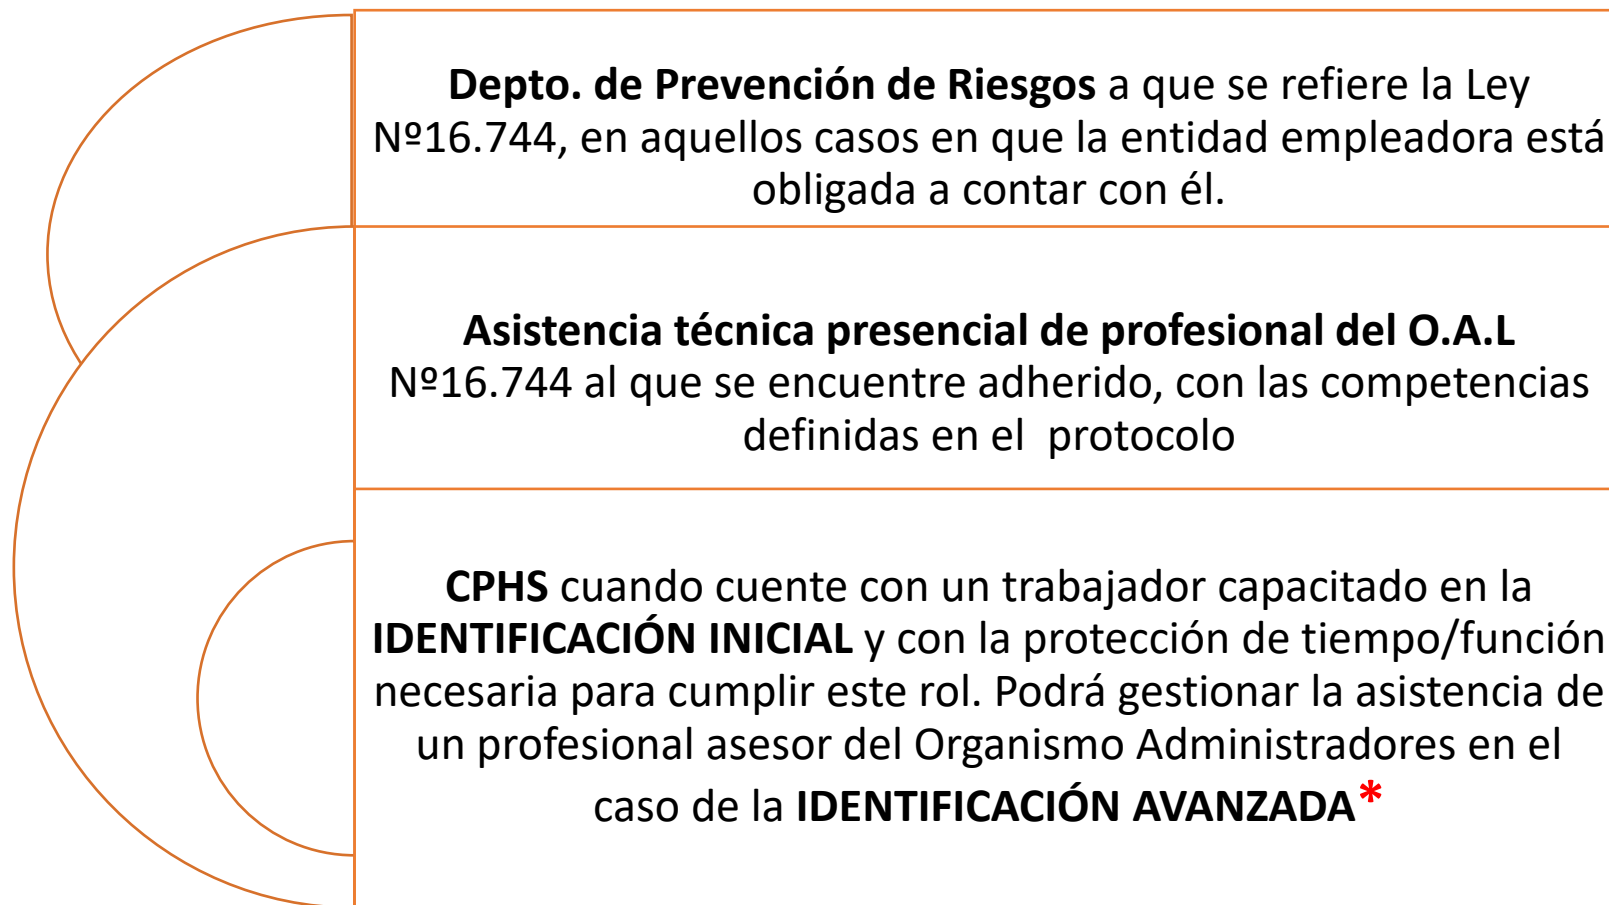 Depto. de Prevención de Riesgos a que se refiere la Ley
Nº16.744, en aquellos casos en que la entidad empleadora está
obligada a contar con él.
Asistencia técnica presencial de profesional del O.A.L
Nº16.744 al que se encuentre adherido, con las competencias
definidas en el  protocolo
CPHS cuando cuente con un trabajador capacitado en la
IDENTIFICACIÓN INICIAL y con la protección de tiempo/función
necesaria para cumplir este rol. Podrá gestionar la asistencia de
un profesional asesor del Organismo Administradores en el
caso de la IDENTIFICACIÓN AVANZADA*